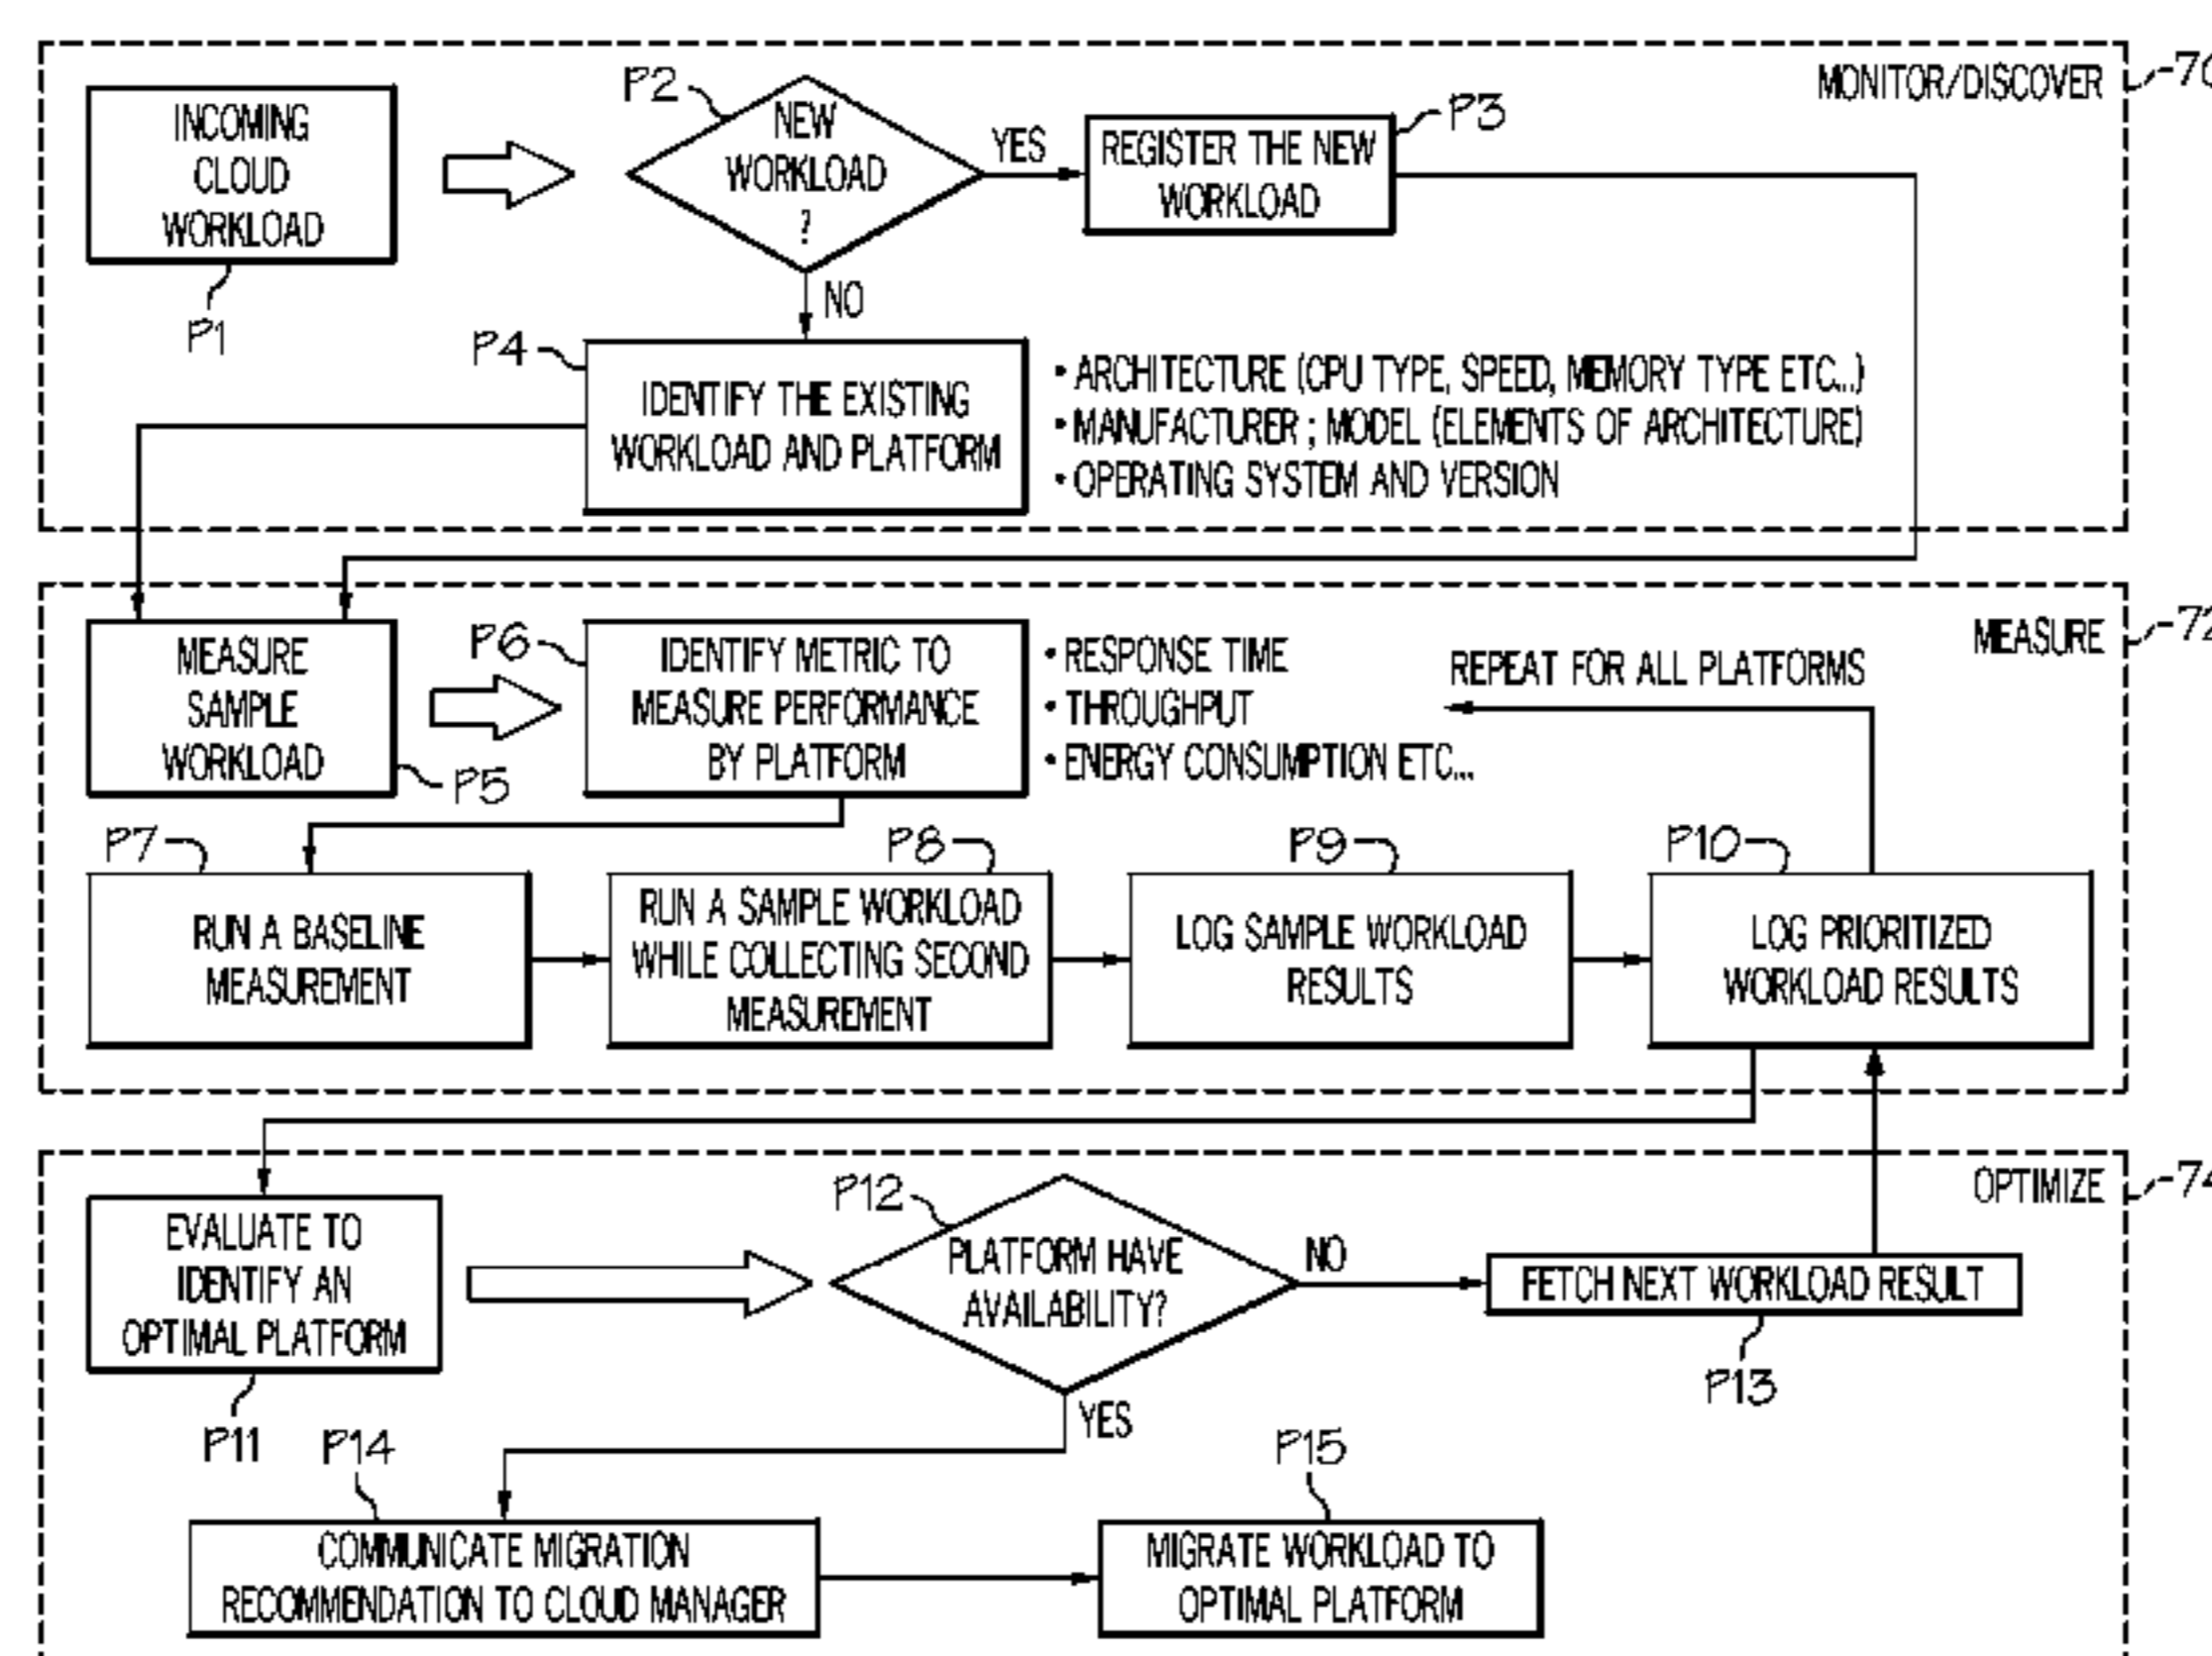 MONITOR/DISCOVER
INCOMING
CLOUD
WORKLOAD
P1
P2
NEW
WORKLOAD
?
YES
NO
P3
REGISTER THE NEW
WORKLOAD
P4
IDENTIFY THE EXISTING
WORKLOAD AND PLATFORM
• ARCHITECTURE (CPU TYPE, SPEED, MEMORY TYPE ETC...)
• MANUFACTURER ; MODEL (ELEMENTS OF ARCHITECTURE)
• OPERATING SYSTEM AND VERSION
MEASURE
72
MEASURE
SAMPLE
WORKLOAD
P5
P6
IDENTIFY METRIC TO
MEASURE PERFORMANCE
BY PLATFORM
• RESPONSE TIME
• THROUGHPUT
• ENERGY CONSUMPTION ETC...
REPEAT FOR ALL PLATFORMS
P7
RUN A BASELINE
MEASUREMENT
P8
RUN A SAMPLE WORKLOAD
WHILE COLLECTING SECOND
MEASUREMENT
P9
LOG SAMPLE WORKLOAD
RESULTS
P10
LOG PRIORITIZED
WORKLOAD RESULTS
OPTIMIZE
74
EVALUATE TO
IDENTIFY AN
OPTIMAL PLATFORM
P11
P12
PLATFORM HAVE
AVAILABILITY?
NO
YES
FETCH NEXT WORKLOAD RESULT
P13
P14
COMMUNICATE MIGRATION
RECOMMENDATION TO CLOUD MANAGER
P15
MIGRATE WORKLOAD TO
OPTIMAL PLATFORM